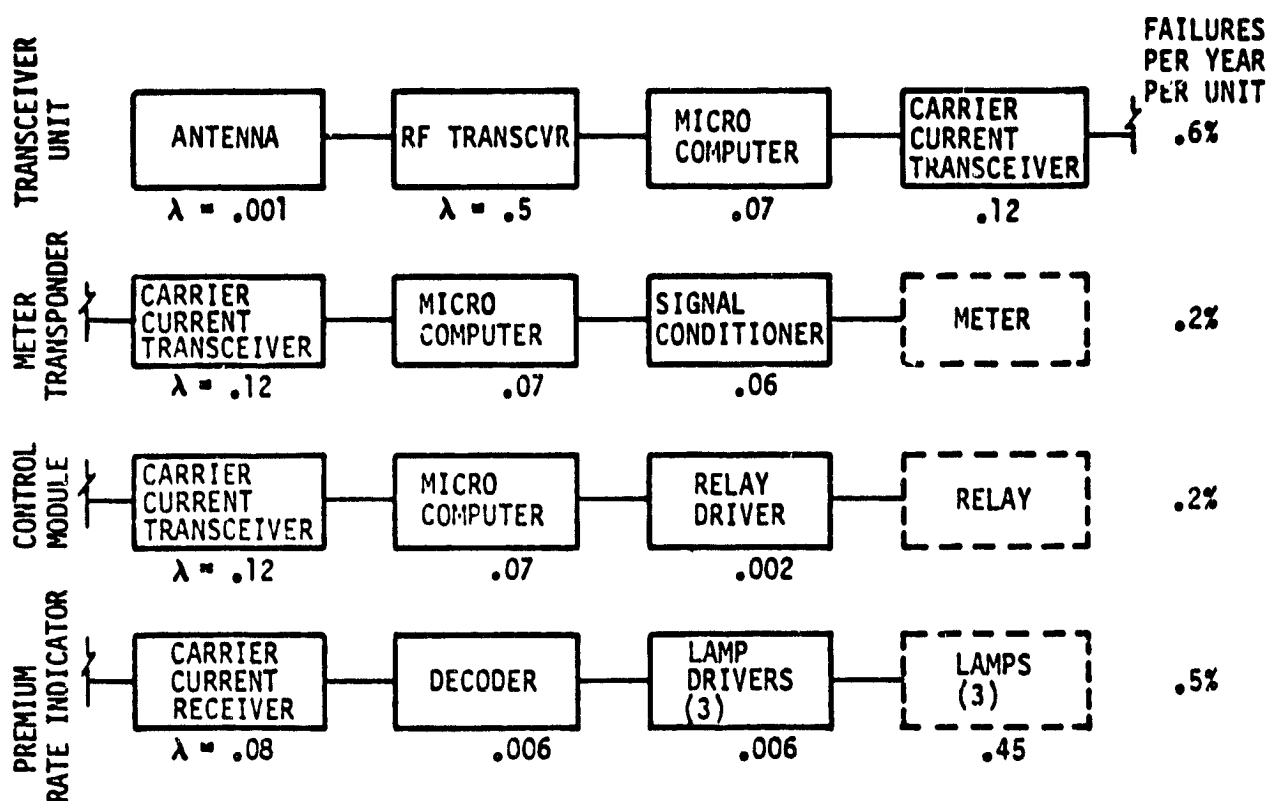 FAILURES
PER YEAR
PER UNIT
TRANSCEIVER
UNIT
ANTENNA
RF TRANSCVR
MICRO
COMPUTER
CARRIER
CURRENT
TRANSCEIVER
.6%
λ = .001
λ = .5
.07
.12
METER
TRANSPONDER
CARRIER
CURRENT
TRANSCEIVER
MICRO
COMPUTER
SIGNAL
CONDITIONER
METER
.2%
λ = .12
.07
.06
CONTROL
MODULE
CARRIER
CURRENT
TRANSCEIVER
MICRO
COMPUTER
RELAY
DRIVER
RELAY
.2%
λ = .12
.07
.002
PREMIUM
RATE INDICATOR
CARRIER
CURRENT
RECEIVER
DECODER
LAMP
DRIVERS
(3)
LAMPS
(3)
.5%
λ = .08
.006
.006
.45